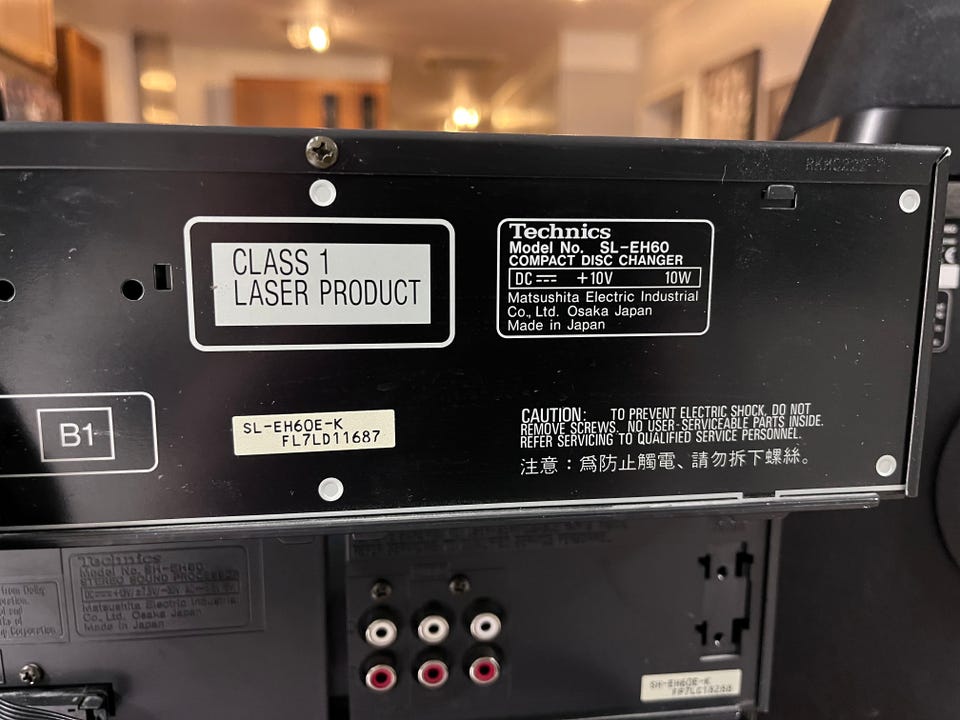 CLASS 1
LASER PRODUCT
Technics
Model No. SL-EH60
COMPACT DISC CHANGER
DC +10V 10W
Matsushita Electric Industrial
Co., Ltd. Osaka Japan
Made in Japan
B1
SL-EH60E-K
FL7LD11687
CAUTION: TO PREVENT ELECTRIC SHOCK, DO NOT
REMOVE SCREWS. NO USER-SERVICEABLE PARTS INSIDE.
REFER SERVICING TO QUALIFIED SERVICE PERSONNEL.
注意：爲防止觸電、請勿拆下螺絲。
from Dolby
Technics
Model No. SH-EH60
STEREO SOUND PROCESSOR
Matsushita Electric Industrial
Co., Ltd. Osaka Japan
Made in Japan
Corporation.
SH-EH60E-K